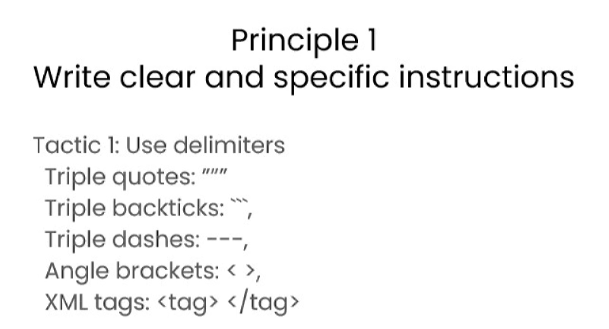 Principle 1
Write clear and specific instructions
Tactic 1: Use delimiters
Triple quotes: """
Triple backticks: ```,
Triple dashes: ---,
Angle brackets: < >,
XML tags: <tag> </tag>